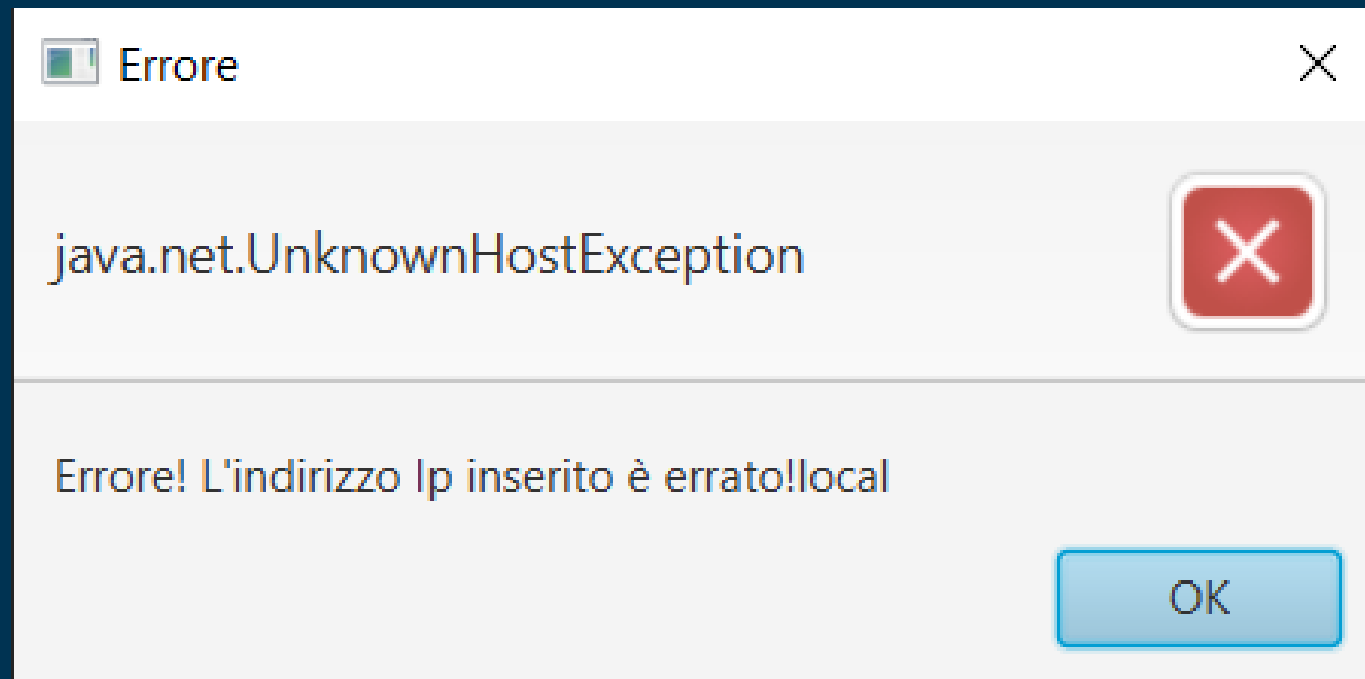 Errore
java.net.UnknownHostException
Errore! L'indirizzo Ip inserito è errato!local
OK